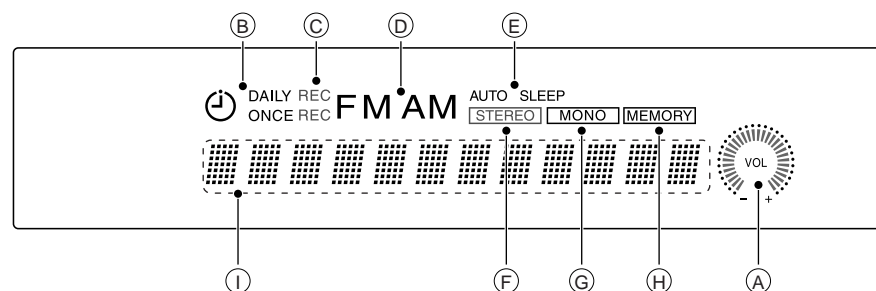 B C D E
DAILY REC FM AM AUTO SLEEP
ONCE REC STEREO MONO MEMORY
VOL
– +
I F G H A